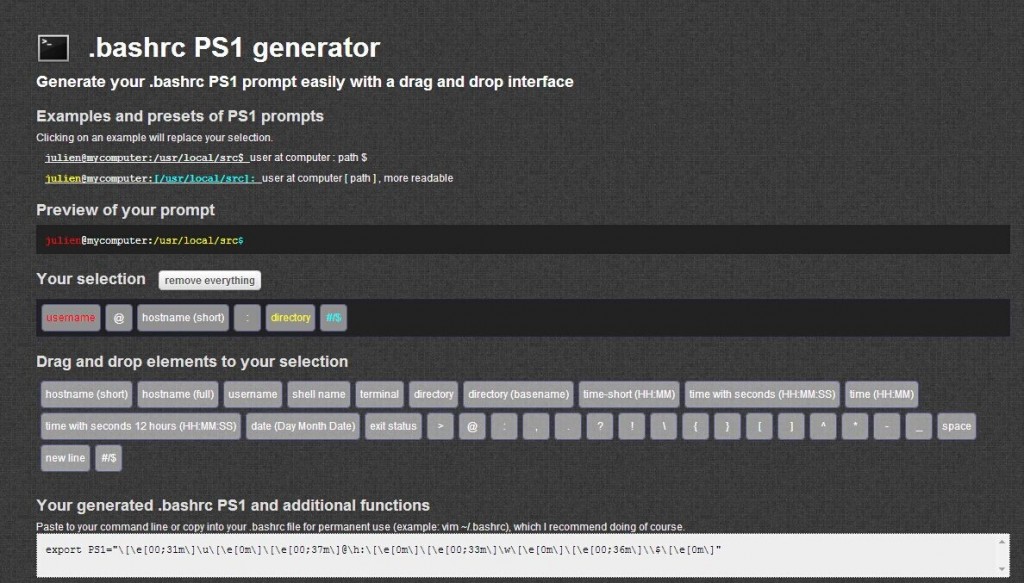 .bashrc PS1 generator
Generate your .bashrc PS1 prompt easily with a drag and drop interface
Examples and presets of PS1 prompts
Clicking on an example will replace your selection.
julien@mycomputer:/usr/local/src$ user at computer : path $
julien@mycomputer:[/usr/local/src]: user at computer [ path ] , more readable
Preview of your prompt
julien@mycomputer:/usr/local/src$
Your selection remove everything
username @ hostname (short) : directory #/$
Drag and drop elements to your selection
hostname (short) hostname (full) username shell name terminal directory directory (basename) time-short (HH:MM) time with seconds (HH:MM:SS) time (HH:MM)
time with seconds 12 hours (HH:MM:SS) date (Day Month Date) exit status > @ : , . ? ! \ ( } [ ] ^ * - _ space
new line #/$
Your generated .bashrc PS1 and additional functions
Paste to your command line or copy into your .bashrc file for permanent use (example: vim ~/.bashrc), which I recommend doing of course.
export PS1="\[\e[00;31m\]\u\[\e[0m\]\[\e[00;37m\]@\h:\[\e[0m\]\[\e[00;33m\]\w\[\e[0m\]\[\e[00;36m\]\\$\[\e[0m\]"